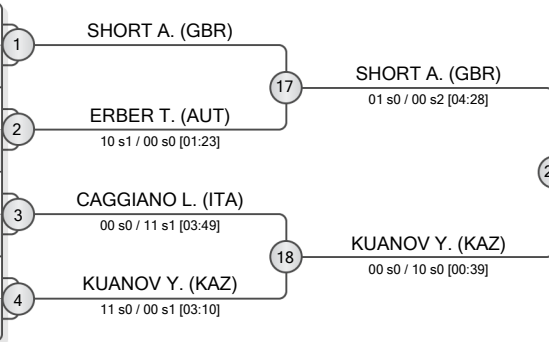 1
SHORT A. (GBR)
17
SHORT A. (GBR)
01 s0 / 00 s2 [04:28]
2
ERBER T. (AUT)
10 s1 / 00 s0 [01:23]
3
CAGGIANO L. (ITA)
00 s0 / 11 s1 [03:49]
18
KUANOV Y. (KAZ)
00 s0 / 10 s0 [00:39]
4
KUANOV Y. (KAZ)
11 s0 / 00 s1 [03:10]